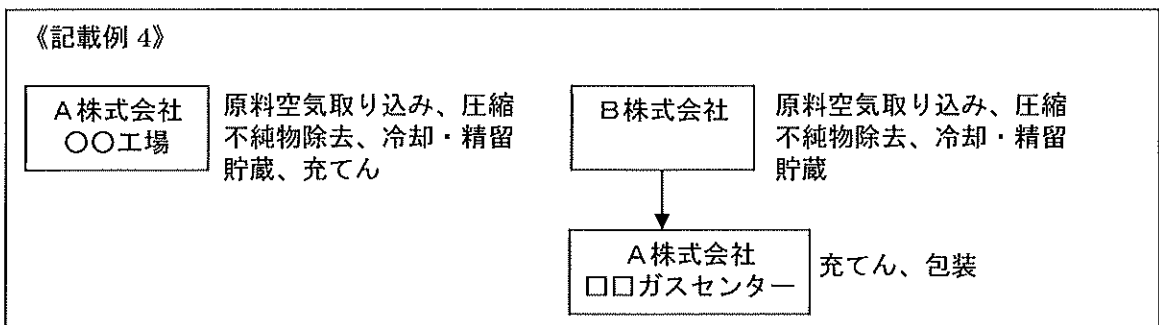 《記載例 4》
A株式会社
○○工場
原料空気取り込み、圧縮
不純物除去、冷却・精留
貯蔵、充てん
B株式会社
原料空気取り込み、圧縮
不純物除去、冷却・精留
貯蔵
A株式会社
□□ガスセンター
充てん、包装